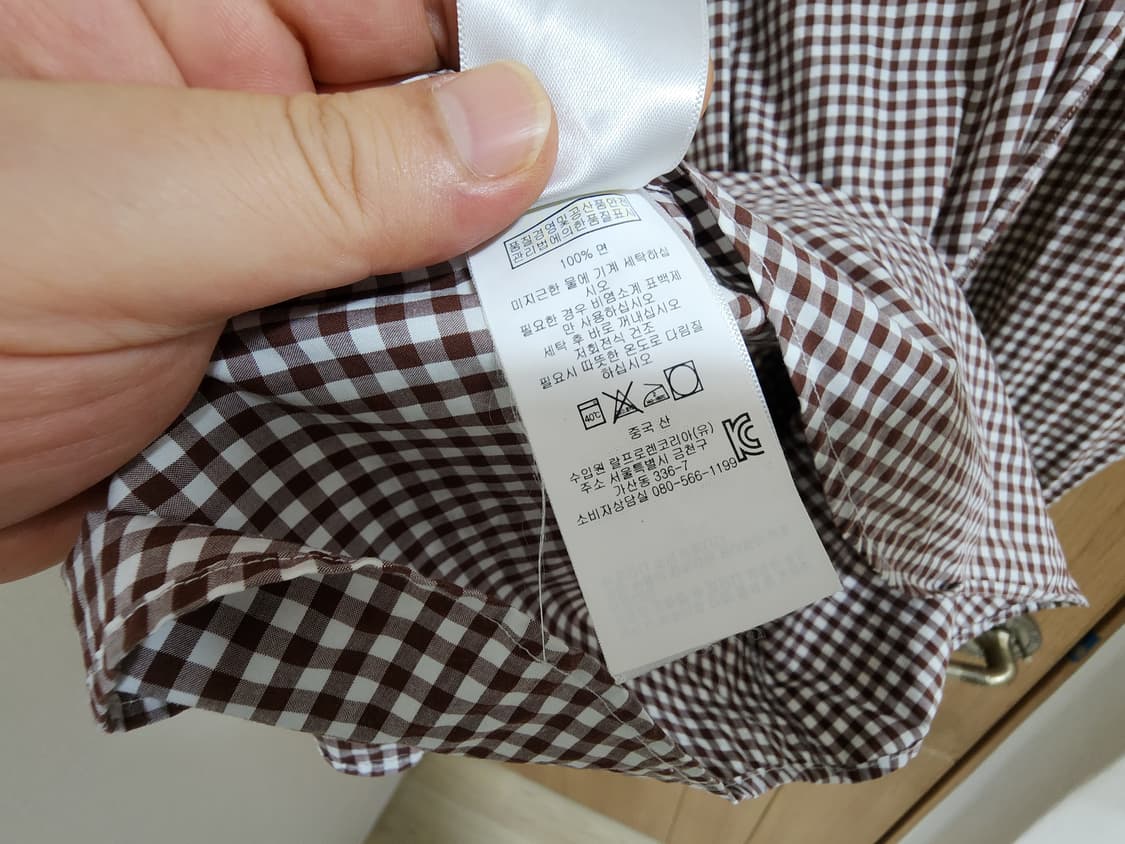 품질경영및공산품안전
관리법에의한품질표시
100% 면
미지근한 물에 기계 세탁하십
시오
필요한 경우 비염소계 표백제
만 사용하십시오
세탁 후 바로 꺼내십시오
저회전식 건조
필요시 따뜻한 온도로 다림질
하십시오
40℃
중국 산
수입원 랄프로렌코리아(유)
주소 서울특별시 금천구
가산동 336-7
소비자상담실 080-566-1199